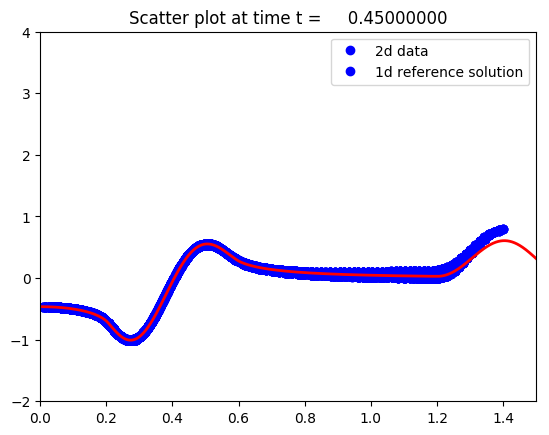 Scatter plot at time t = 0.45000000
4
2d data
1d reference solution
3
2
1
0
−1
−2
0.0 0.2 0.4 0.6 0.8 1.0 1.2 1.4